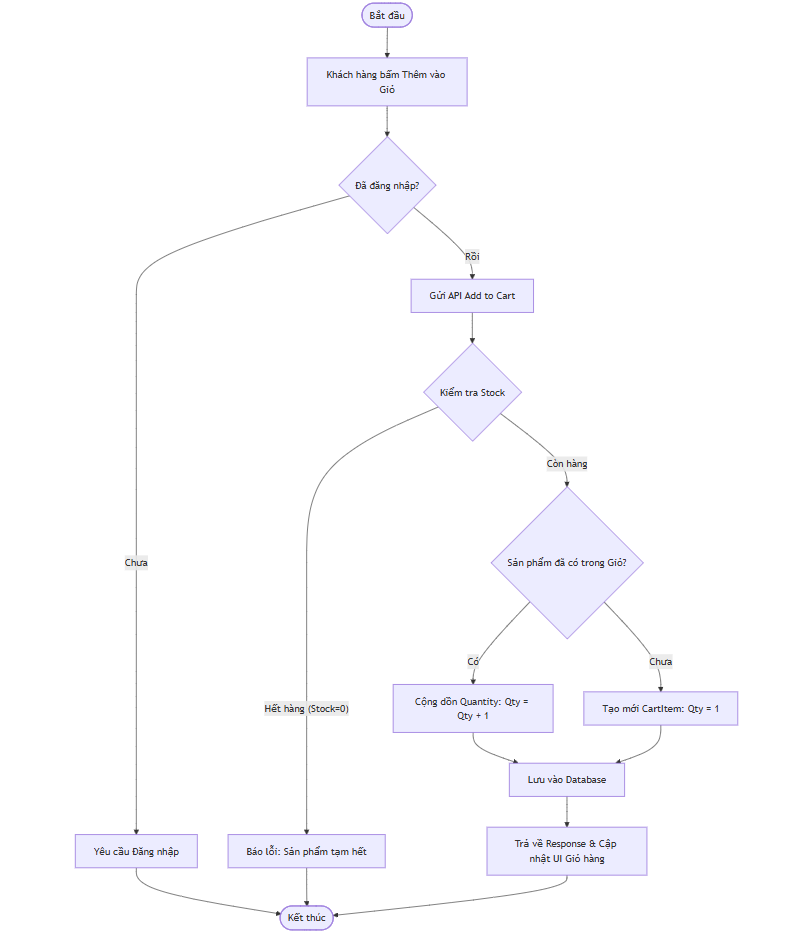 Bắt đầu
Khách hàng bấm Thêm vào
Giỏ
Đã đăng nhập?
Rồi
Gửi API Add to Cart
Kiểm tra Stock
Còn hàng
Chưa
Sản phẩm đã có trong Giỏ?
Có
Chưa
Hết hàng (Stock=0)
Cộng dồn Quantity: Qty =
Qty + 1
Tạo mới CartItem: Qty = 1
Lưu vào Database
Yêu cầu Đăng nhập
Báo lỗi: Sản phẩm tạm hết
Trả về Response & Cập
nhật UI Giỏ hàng
Kết thúc